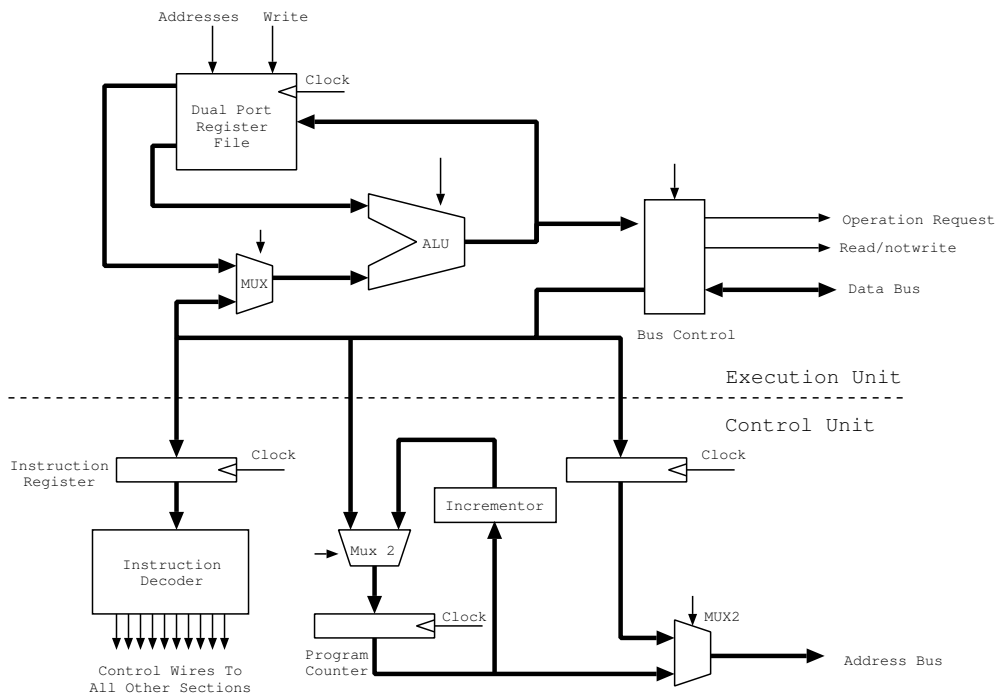 Addresses
Write
Clock
Dual Port
Register
File
ALU
MUX
Operation Request
Read/notwrite
Data Bus
Bus Control
Execution Unit
Control Unit
Instruction
Register
Clock
Clock
Incrementor
Instruction
Decoder
Mux 2
Clock
Program
Counter
MUX2
Address Bus
Control Wires To
All Other Sections